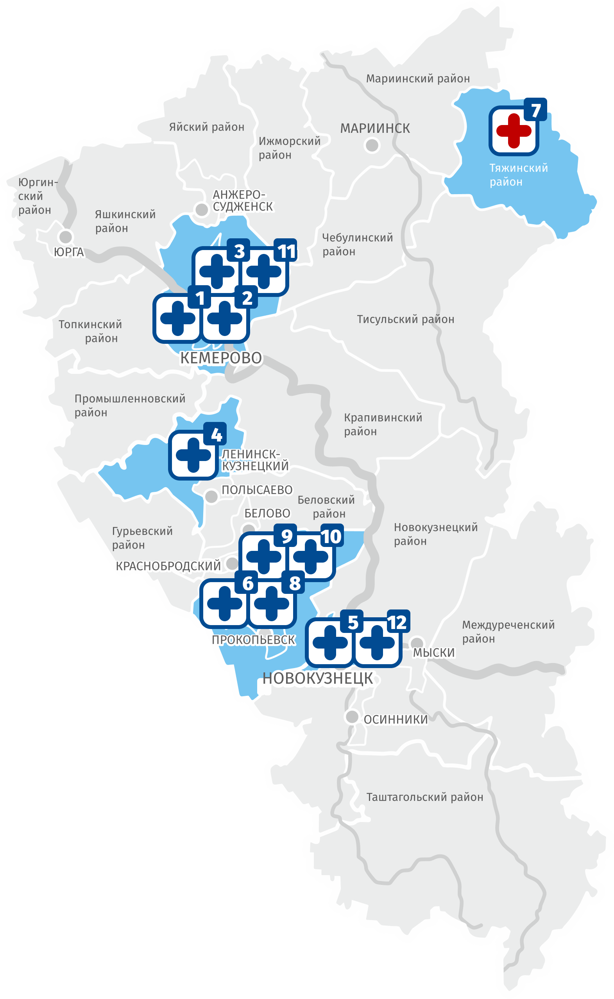 Мариинский район
7
Яйский район
МАРИИНСК
Ижморский
район
Тяжинский
район
Юргин-
ский
район
АНЖЕРО-
СУДЖЕНСК
Яшкинский
район
Чебулинский
район
ЮРГА
3
11
1
2
Топкинский
район
Тисульский район
КЕМЕРОВО
Промышленновский
район
Крапивинский
район
4
ЛЕНИНСК-
КУЗНЕЦКИЙ
ПОЛЫСАЕВО
Беловский
район
БЕЛОВО
Гурьевский
район
Новокузнецкий
район
9
10
КРАСНОБРОДСКИЙ
6
8
5
12
Междуреченский
район
ПРОКОПЬЕВСК
МЫСКИ
НОВОКУЗНЕЦК
ОСИННИКИ
Таштагольский район